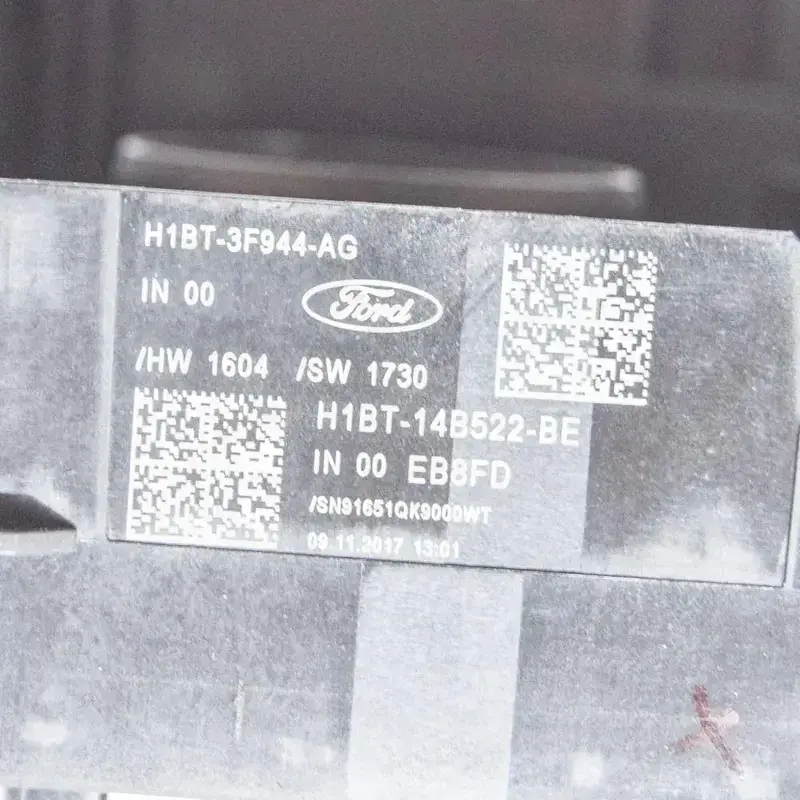 H1BT-3F944-AG
IN 00
Ford
/HW 1604 /SW 1730
H1BT-14B522-BE
IN 00 EB8FD
/SN91651QK9000WT
09.11.2017 13:01